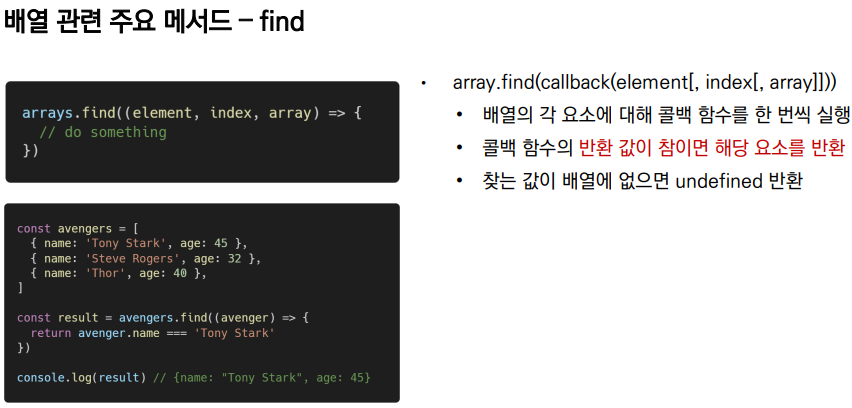 배열 관련 주요 메서드 – find
arrays.find((element, index, array) => {
  // do something
})
const avengers = [
  { name: 'Tony Stark', age: 45 },
  { name: 'Steve Rogers', age: 32 },
  { name: 'Thor', age: 40 },
]
const result = avengers.find((avenger) => {
  return avenger.name === 'Tony Stark'
})
console.log(result) // {name: "Tony Stark", age: 45}
• array.find(callback(element[, index[, array]]))
• 배열의 각 요소에 대해 콜백 함수를 한 번씩 실행
• 콜백 함수의 반환 값이 참이면 해당 요소를 반환
• 찾는 값이 배열에 없으면 undefined 반환